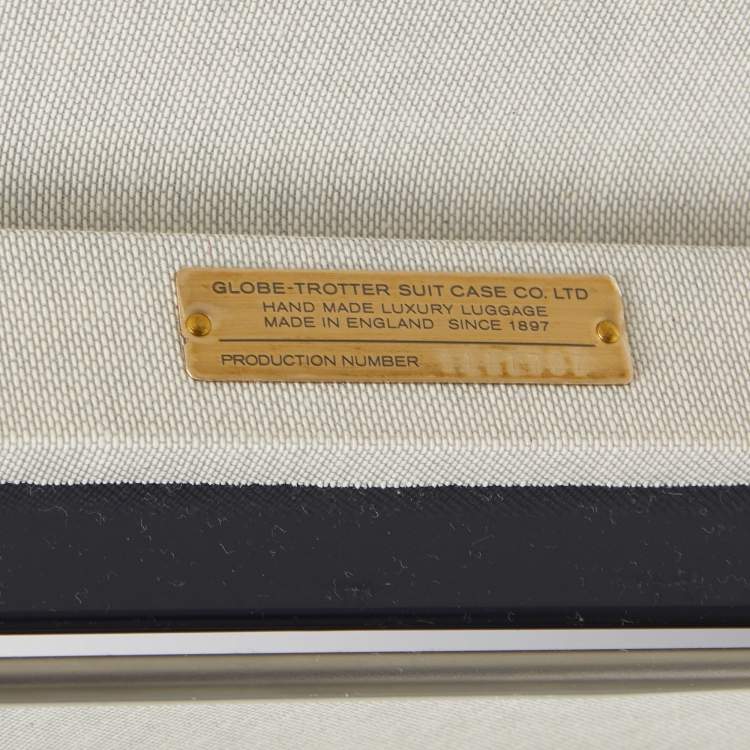 GLOBE-TROTTER SUIT CASE CO. LTD
HAND MADE LUXURY LUGGAGE
MADE IN ENGLAND SINCE 1897
PRODUCTION NUMBER